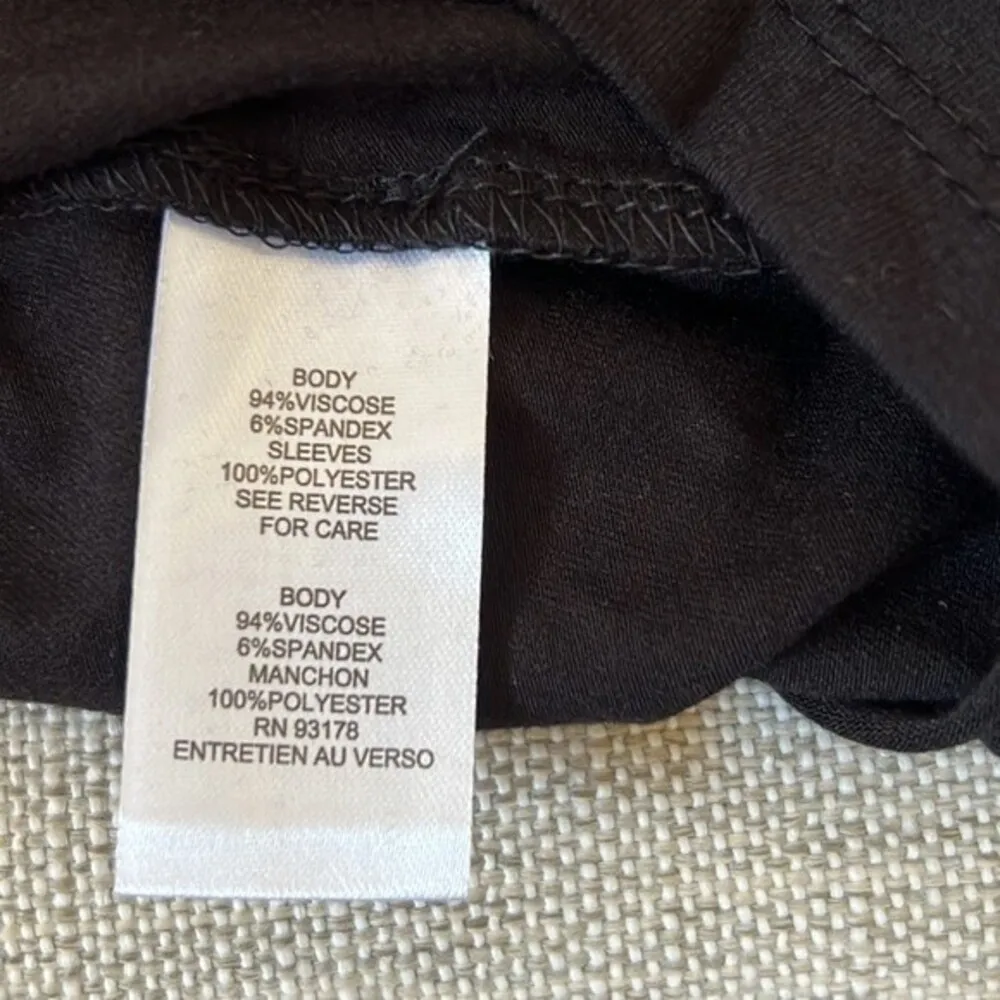 BODY
94%VISCOSE
6%SPANDEX
SLEEVES
100%POLYESTER
SEE REVERSE
FOR CARE
BODY
94%VISCOSE
6%SPANDEX
MANCHON
100%POLYESTER
RN 93178
ENTRETIEN AU VERSO